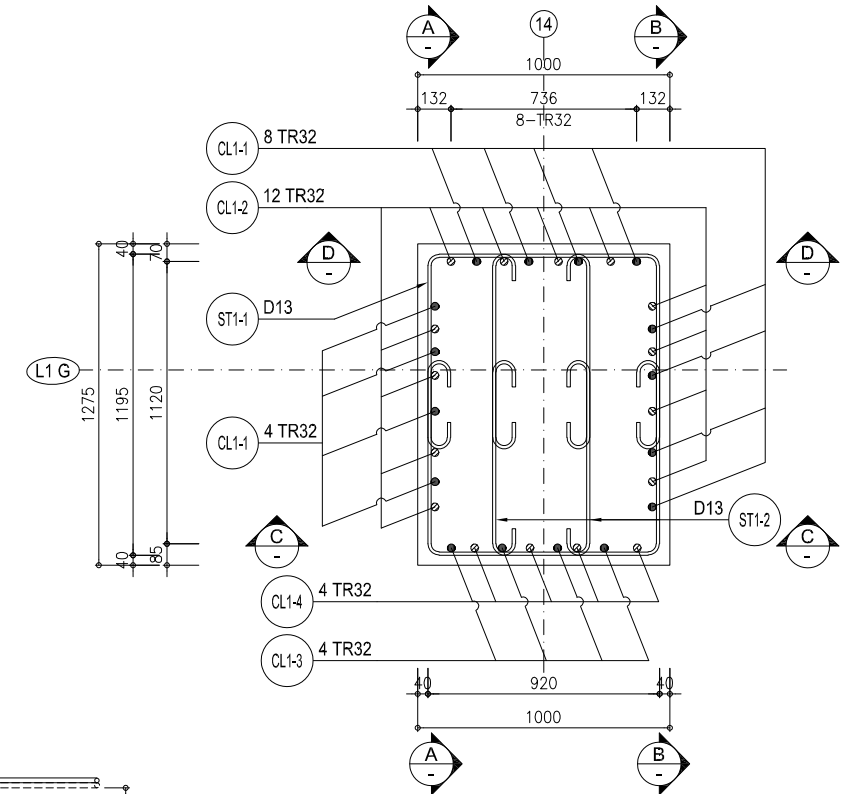 A
-
14
B
-
1000
132
736
132
8-TR32
CL1-1
8 TR32
CL1-2
12 TR32
40
70
D
-
D
-
ST1-1
D13
L1 G
1275
1195
1120
CL1-1
4 TR32
D13
ST1-2
C
-
C
-
40
85
CL1-4
4 TR32
CL1-3
4 TR32
40
920
40
1000
A
-
B
-